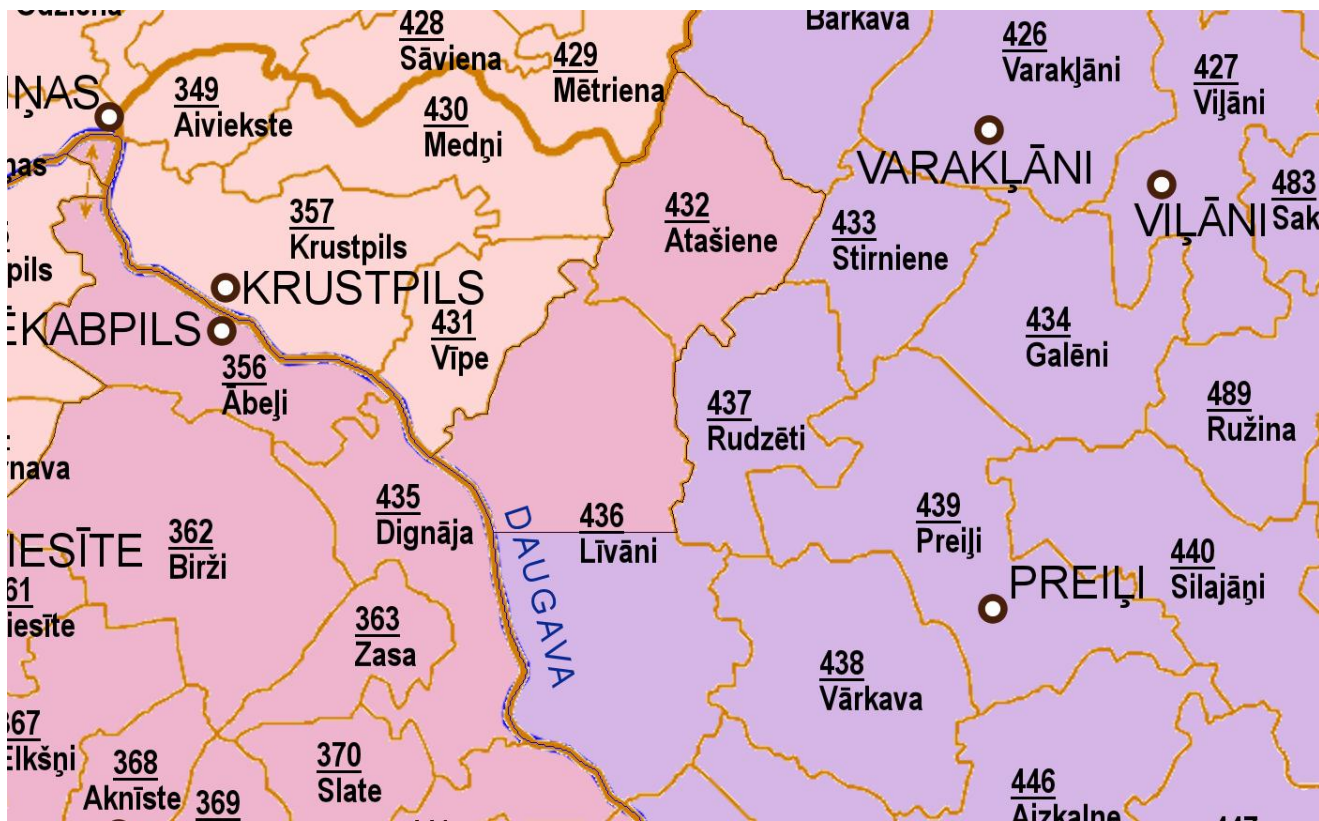 Barkava
428
Sāviena
426
Varakļāni
429
Mētriena
427
Viļāni
349
Aiviekste
430
Medņi
VARAKĻĀNI
483
357
Krustpils
432
Atašiene
433
Stirniene
VIĻĀNI
KRUSTPILS
431
Vīpe
434
Galēni
356
Ābeļi
437
Rudzēti
489
Ružina
435
Dignāja
436
Līvāni
DAUGAVA
439
Preiļi
362
Birži
440
Silajāņi
PREIĻI
363
Zasa
438
Vārkava
368
Aknīste
369
370
Slate
446
Aizkalne